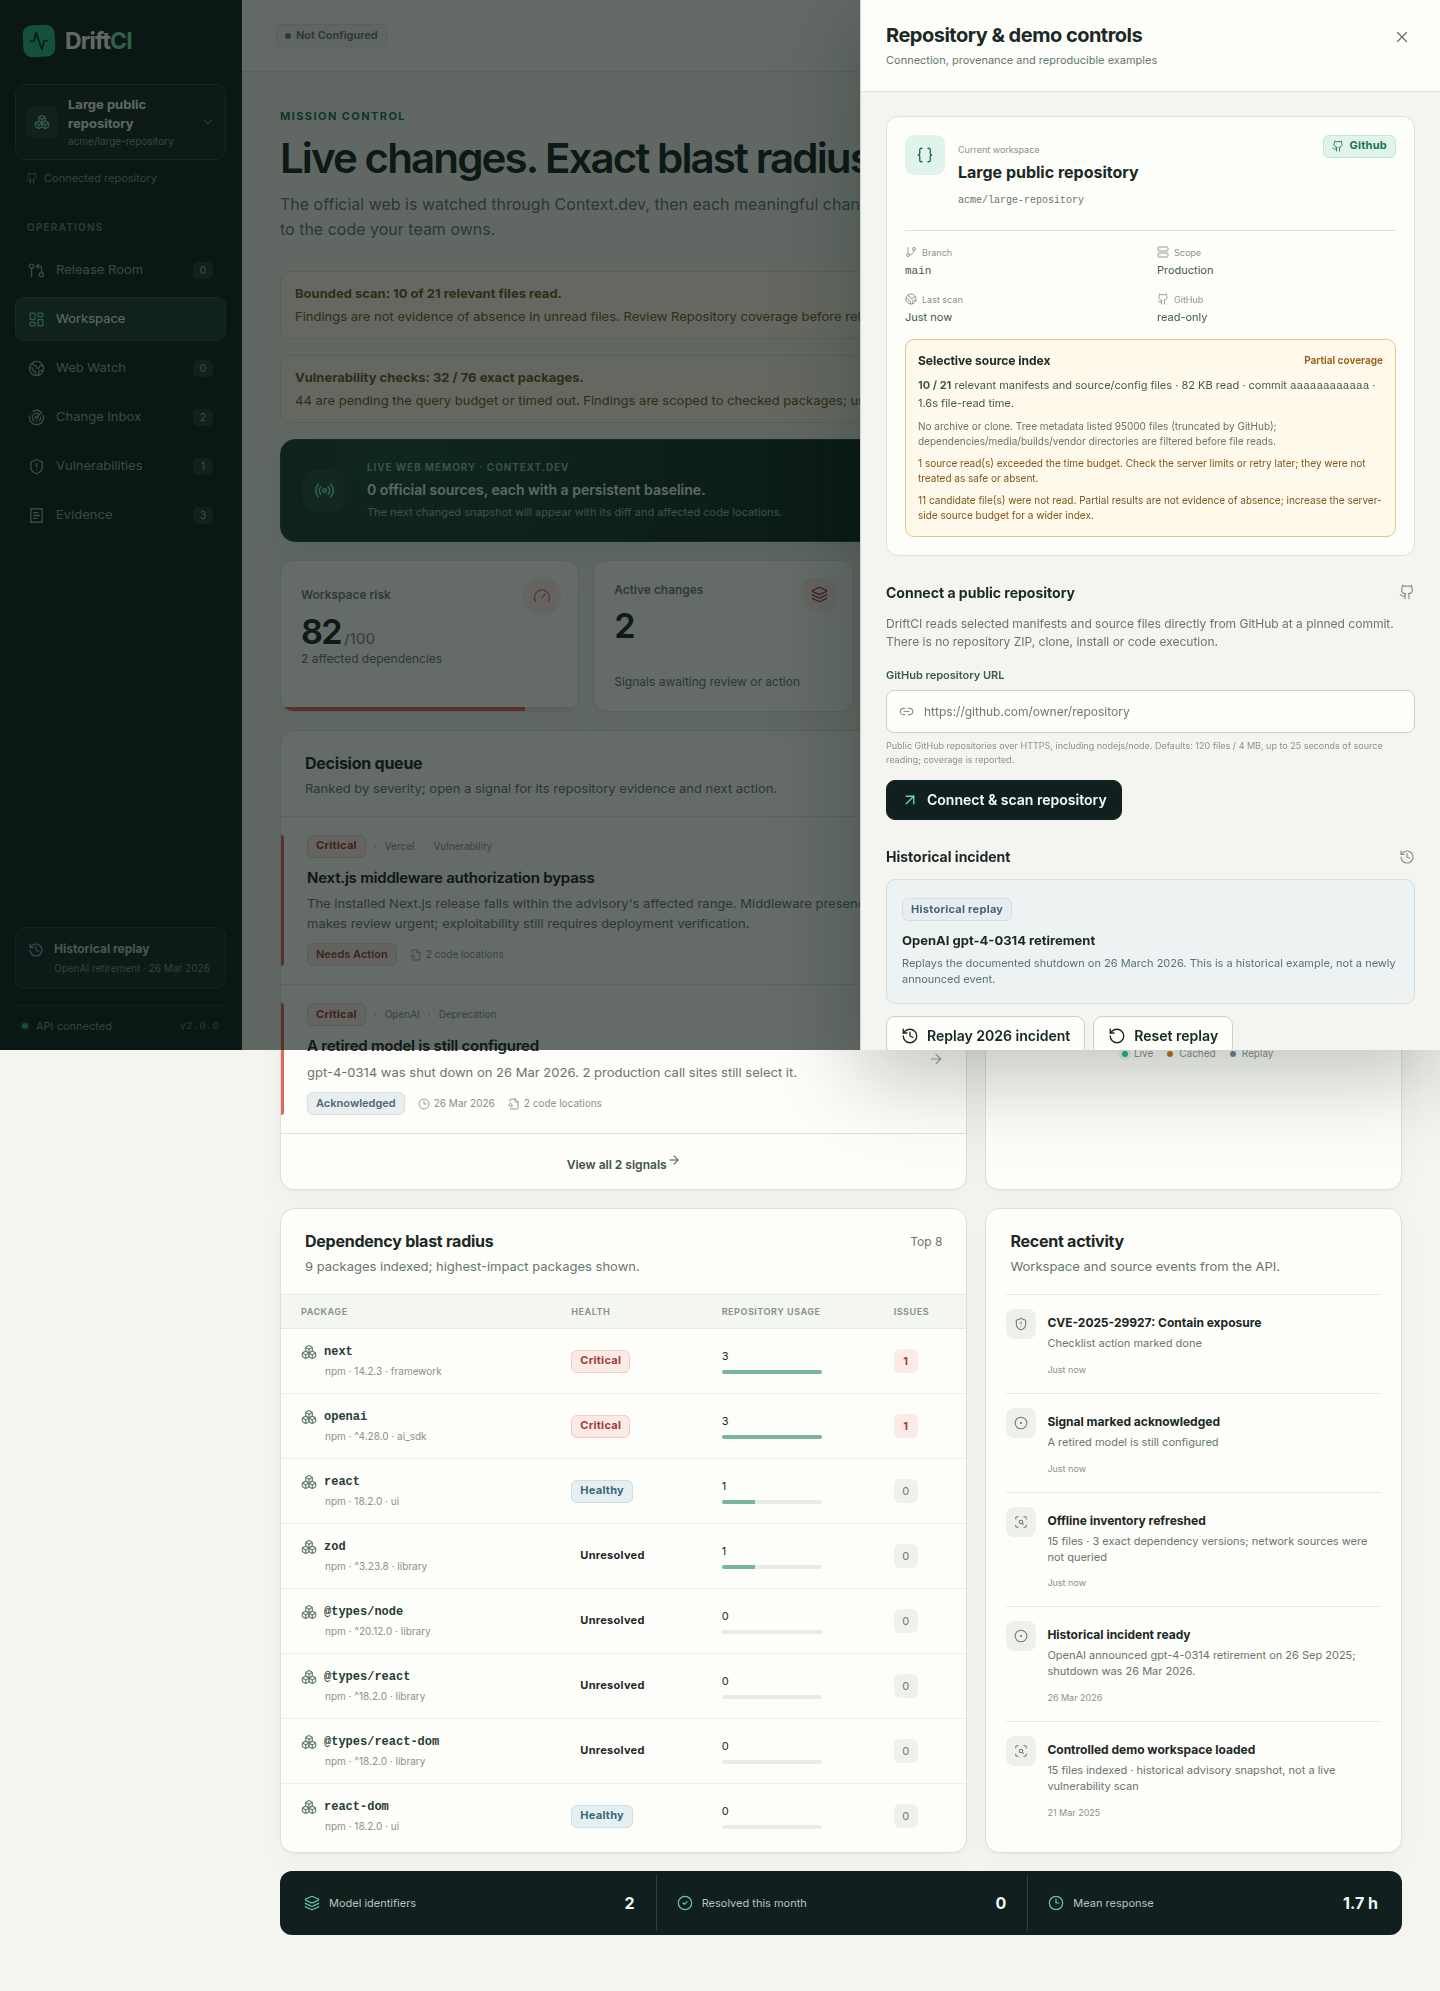 DriftCI
Large public
repository
acme/large-repository
Connected repository
OPERATIONS
Release Room 0
Workspace
Web Watch 0
Change Inbox 2
Vulnerabilities 1
Evidence 3
Historical replay
OpenAI retirement · 26 Mar 2026
API connected v2.0.0
Not Configured
MISSION CONTROL
Live changes. Exact blast radius
The official web is watched through Context.dev, then each meaningful chan
to the code your team owns.
Bounded scan: 10 of 21 relevant files read.
Findings are not evidence of absence in unread files. Review Repository coverage before rel
Vulnerability checks: 32 / 76 exact packages.
44 are pending the query budget or timed out. Findings are scoped to checked packages; u
LIVE WEB MEMORY · CONTEXT.DEV
0 official sources, each with a persistent baseline.
The next changed snapshot will appear with its diff and affected code locations.
Workspace risk
82/100
2 affected dependencies
Active changes
2
Signals awaiting review or action
Decision queue
Ranked by severity; open a signal for its repository evidence and next action.
Critical · Vercel · Vulnerability
Next.js middleware authorization bypass
The installed Next.js release falls within the advisory's affected range. Middleware presenc
makes review urgent; exploitability still requires deployment verification.
Needs Action 2 code locations
Critical · OpenAI · Deprecation
A retired model is still configured
gpt-4-0314 was shut down on 26 Mar 2026. 2 production call sites still select it.
Acknowledged 26 Mar 2026 2 code locations
View all 2 signals
Live Cached Replay
Repository & demo controls
Connection, provenance and reproducible examples
Current workspace
Large public repository
acme/large-repository
Github
Branch
main
Scope
Production
Last scan
Just now
GitHub
read-only
Selective source index Partial coverage
10 / 21 relevant manifests and source/config files · 82 KB read · commit aaaaaaaaaaaa ·
1.6s file-read time.
No archive or clone. Tree metadata listed 95000 files (truncated by GitHub);
dependencies/media/builds/vendor directories are filtered before file reads.
1 source read(s) exceeded the time budget. Check the server limits or retry later; they were not
treated as safe or absent.
11 candidate file(s) were not read. Partial results are not evidence of absence; increase the server-
side source budget for a wider index.
Connect a public repository
DriftCI reads selected manifests and source files directly from GitHub at a pinned commit.
There is no repository ZIP, clone, install or code execution.
GitHub repository URL
https://github.com/owner/repository
Public GitHub repositories over HTTPS, including nodejs/node. Defaults: 120 files / 4 MB, up to 25 seconds of source
reading; coverage is reported.
Connect & scan repository
Historical incident
Historical replay
OpenAI gpt-4-0314 retirement
Replays the documented shutdown on 26 March 2026. This is a historical example, not a newly
announced event.
Replay 2026 incident Reset replay
Dependency blast radius Top 8
9 packages indexed; highest-impact packages shown.
PACKAGE HEALTH REPOSITORY USAGE ISSUES
next
npm · 14.2.3 · framework
Critical 3 1
openai
npm · ^4.28.0 · ai_sdk
Critical 3 1
react
npm · 18.2.0 · ui
Healthy 1 0
zod
npm · ^3.23.8 · library
Unresolved 1 0
@types/node
npm · ^20.12.0 · library
Unresolved 0 0
@types/react
npm · ^18.2.0 · library
Unresolved 0 0
@types/react-dom
npm · ^18.2.0 · library
Unresolved 0 0
react-dom
npm · 18.2.0 · ui
Healthy 0 0
Recent activity
Workspace and source events from the API.
CVE-2025-29927: Contain exposure
Checklist action marked done
Just now
Signal marked acknowledged
A retired model is still configured
Just now
Offline inventory refreshed
15 files · 3 exact dependency versions; network sources were
not queried
Just now
Historical incident ready
OpenAI announced gpt-4-0314 retirement on 26 Sep 2025;
shutdown was 26 Mar 2026.
26 Mar 2026
Controlled demo workspace loaded
15 files indexed · historical advisory snapshot, not a live
vulnerability scan
21 Mar 2025
Model identifiers 2
Resolved this month 0
Mean response 1.7 h